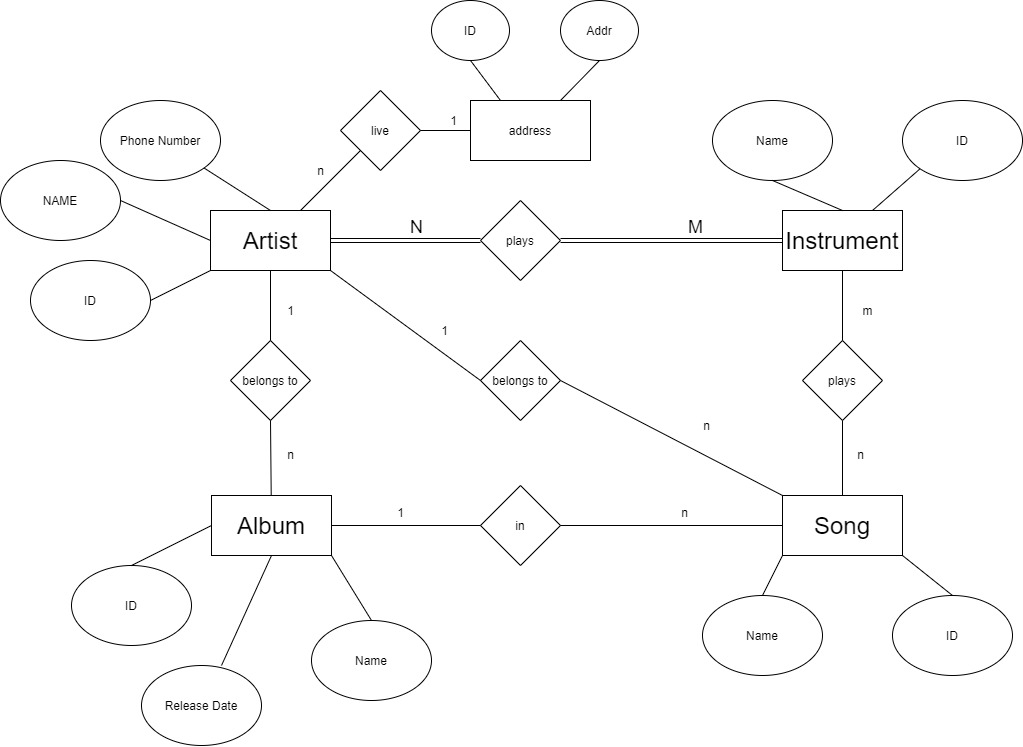 ID
Addr
live
1
address
Phone Number
Name
ID
n
NAME
Artist
N
plays
M
Instrument
ID
1
1
m
belongs to
belongs to
plays
n
n
n
Album
1
in
n
Song
ID
Name
ID
Name
Release Date